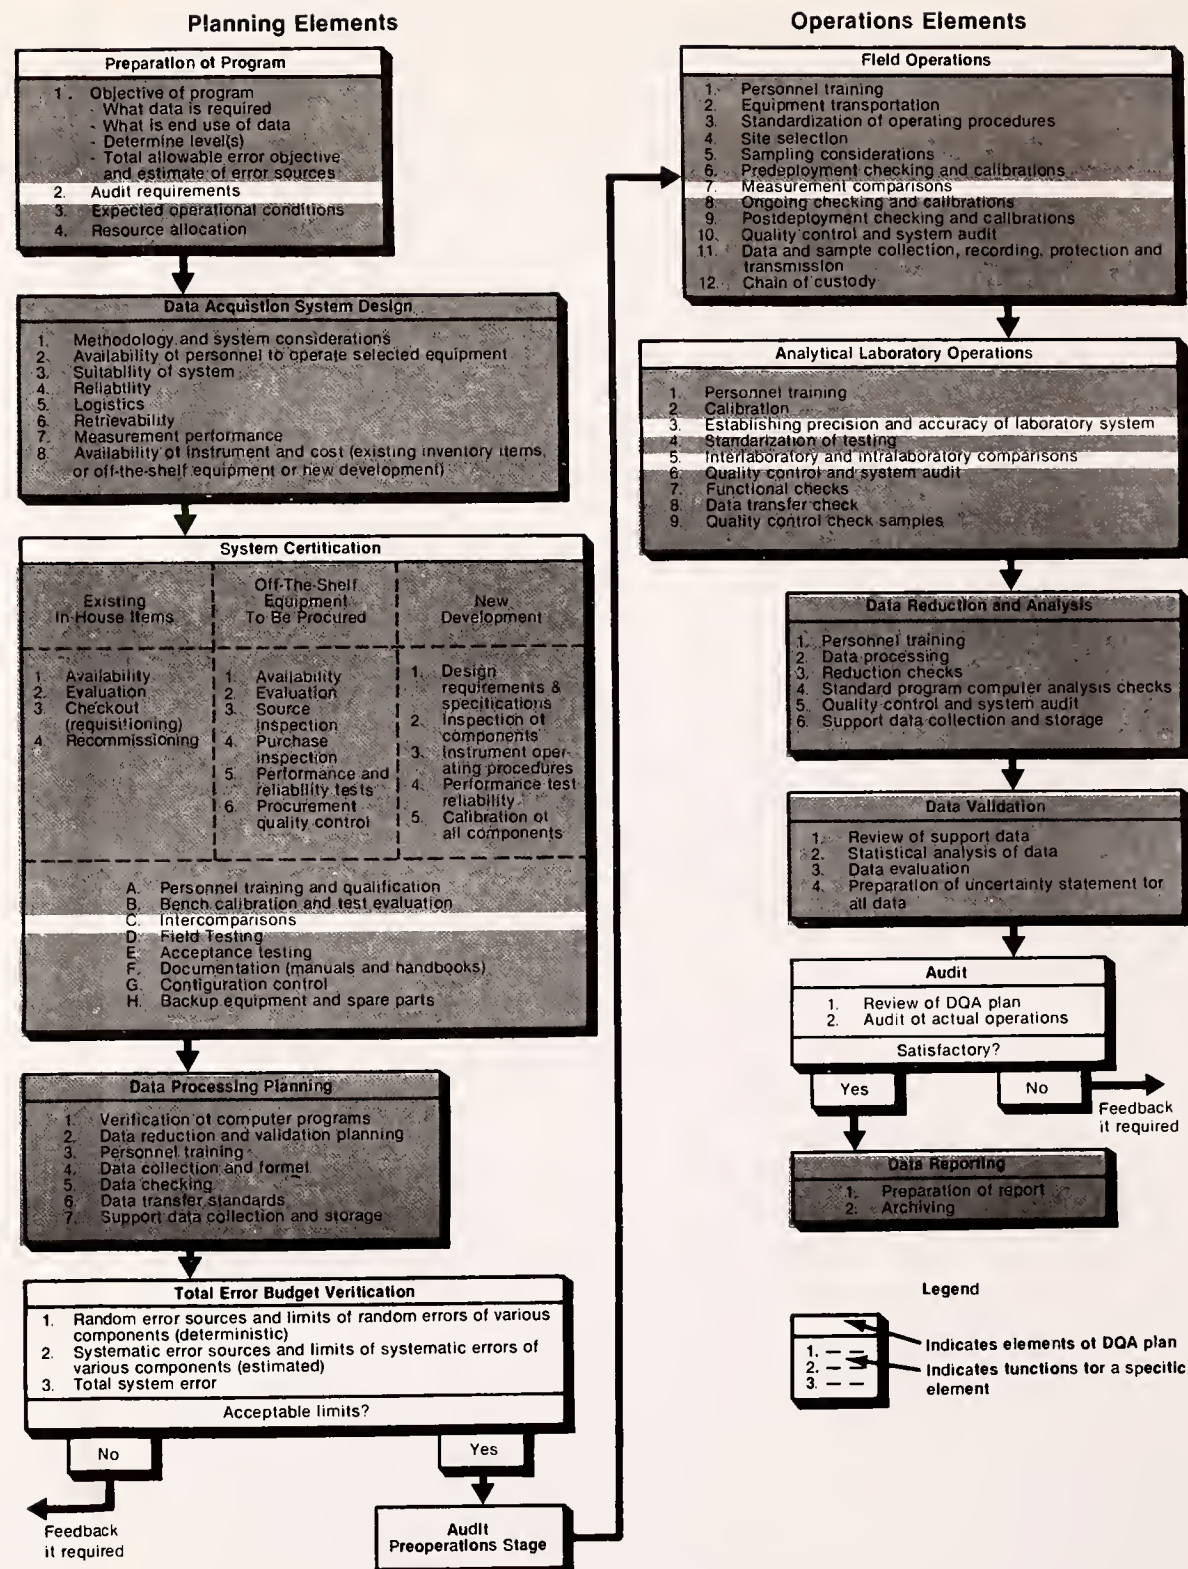 Planning Elements
Preparation of Program
1. Objective of program
- What data is required
- What is end use of data
- Determine level(s)
- Total allowable error objective
and estimate of error sources
2. Audit requirements
3. Expected operational conditions
4. Resource allocation
Data Acquistion System Design
1. Methodology and system considerations
2. Availability of personnel to operate selected equipment
3. Suitability of system
4. Reliability
5. Logistics
6. Retrievability
7. Measurement performance
8. Availability of instrument and cost (existing inventory items,
or off-the-shelf equipment or new development)
System Certification
Existing
In-House Items
Off-The-Shelf
Equipment
To Be Procured
New
Development
1. Availability
2. Evaluation
3. Checkout
(requisitioning)
4. Recommissioning
1. Availability
2. Evaluation
3. Source
inspection
4. Purchase
inspection
5. Performance and
reliability tests
6. Procurement
quality control
1. Design
requirements &
specifications
2. Inspection of
components
3. Instrument oper-
ating procedures
4. Performance test
reliability
5. Calibration of
all components
A. Personnel training and qualification
B. Bench calibration and test evaluation
C. Intercomparisons
D. Field Testing
E. Acceptance testing
F. Documentation (manuals and handbooks)
G. Configuration control
H. Backup equipment and spare parts
Data Processing Planning
1. Verification of computer programs
2. Data reduction and validation planning
3. Personnel training
4. Data collection and formet
5. Data checking
6. Data transfer standards
7. Support data collection and storage
Total Error Budget Verification
1. Random error sources and limits of random errors of various
components (deterministic)
2. Systematic error sources and limits of systematic errors of
various components (estimated)
3. Total system error
Acceptable limits?
No
Yes
Feedback
if required
Audit
Preoperations Stage
Operations Elements
Field Operations
1. Personnel training
2. Equipment transportation
3. Standardization of operating procedures
4. Site selection
5. Sampling considerations
6. Predeployment checking and calibrations
7. Measurement comparisons
8. Ongoing checking and calibrations
9. Postdeployment checking and calibrations
10. Quality control and system audit
11. Data and sample collection, recording, protection and
transmission
12. Chain of custody
Analytical Laboratory Operations
1. Personnel training
2. Calibration
3. Establishing precision and accuracy of laboratory system
4. Standarization of testing
5. Interlaboratory and intralaboratory comparisons
6. Quality control and system audit
7. Functional checks
8. Data transfer check
9. Quality control check samples
Data Reduction and Analysis
1. Personnel training
2. Data processing
3. Reduction checks
4. Standard program computer analysis checks
5. Quality control and system audit
6. Support data collection and storage
Data Validation
1. Review of support data
2. Statistical analysis of data
3. Data evaluation
4. Preparation of uncertainty statement for
all data
Audit
1. Review of DQA plan
2. Audit of actual operations
Satisfactory?
Yes
No
Feedback
if required
Data Reporting
1. Preparation of report
2. Archiving
Legend
1.
2.
3.
Indicates elements of DQA plan
Indicates functions for a specific
element